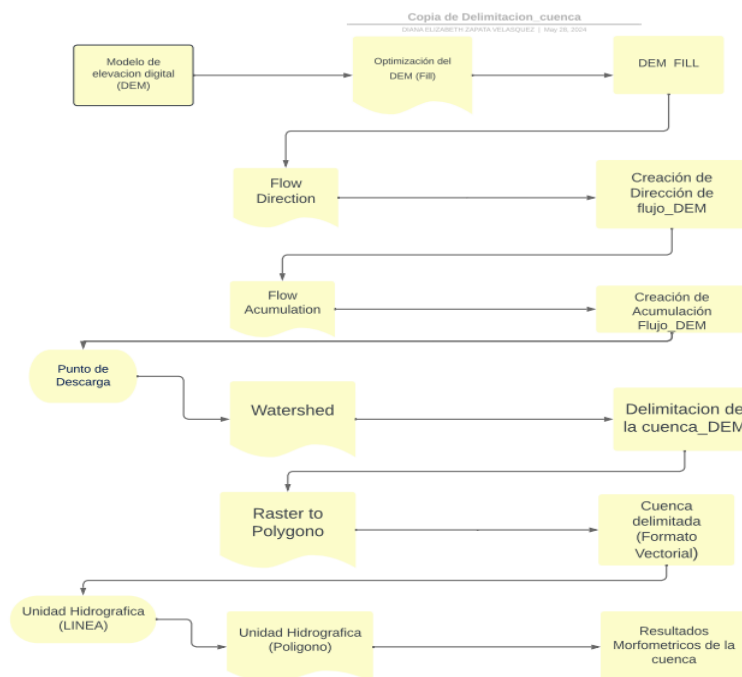 Copia de Delimitacion_cuenca
DIANA ELIZABETH ZAPATA VELASQUEZ | May 28, 2024
Modelo de
elevacion digital
(DEM)
Optimización del
DEM (Fill)
DEM FILL
Flow
Direction
Creación de
Dirección de
flujo_DEM
Flow
Acumulation
Creación de
Acumulación
Flujo_DEM
Punto de
Descarga
Watershed
Delimitacion de
la cuenca_DEM
Raster to
Polygono
Cuenca
delimitada
(Formato
Vectorial)
Unidad Hidrografica
(LINEA)
Unidad Hidrografica
(Poligono)
Resultados
Morfometricos de la
cuenca